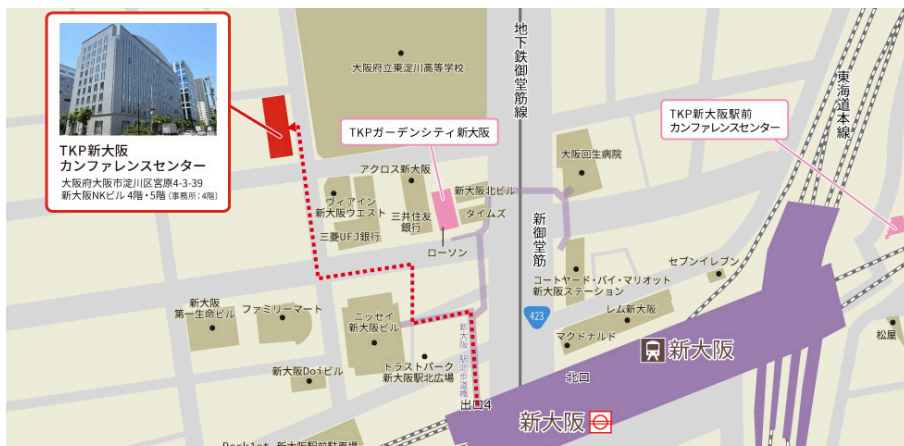 TKP新大阪
カンファレンスセンター
大阪府大阪市淀川区宮原4-3-39
新大阪NKビル 4階・5階 (事務所:4階)
大阪府立東淀川高等学校
地下鉄御堂筋線
東海道本線
TKPガーデンシティ新大阪
TKP新大阪駅前
カンファレンスセンター
大阪回生病院
アクロス新大阪
新大阪北ビル
ヴィアイン
新大阪ウエスト
三井住友
銀行
タイムズ
三菱UFJ銀行
ローソン
新御堂筋
セブンイレブン
コートヤード・バイ・マリオット
新大阪ステーション
新大阪
第一生命ビル
ファミリーマート
ニッセイ
新大阪ビル
423
レム新大阪
マクドナルド
松屋
新大阪
新大阪 駅北歩道橋
トラストパーク
新大阪駅北広場
新大阪Doiビル
北口
出口4
新大阪